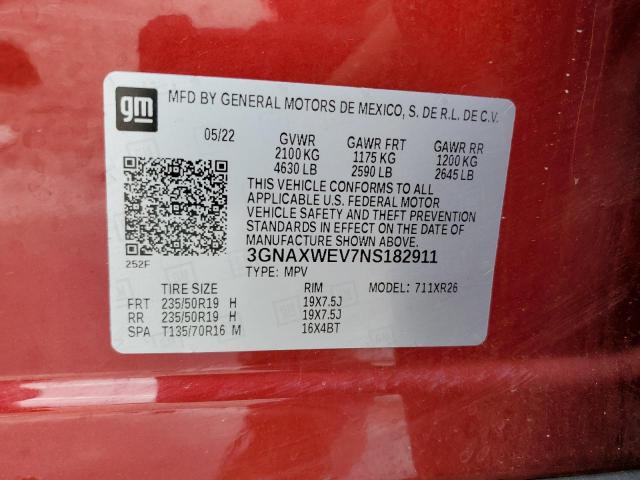 gm
MFD BY GENERAL MOTORS DE MEXICO, S. DE R.L. DE C.V.
05/22 GVWR GAWR FRT GAWR RR
2100 KG 1175 KG 1200 KG
4630 LB 2590 LB 2645 LB
THIS VEHICLE CONFORMS TO ALL
APPLICABLE U.S. FEDERAL MOTOR
VEHICLE SAFETY AND THEFT PREVENTION
STANDARDS IN EFFECT ON THE DATE OF
MANUFACTURE SHOWN ABOVE.
252F
3GNAXWEV7NS182911
TYPE: MPV
TIRE SIZE RIM MODEL: 711XR26
FRT 235/50R19 H 19X7.5J
RR 235/50R19 H 19X7.5J
SPA T135/70R16 M 16X4BT